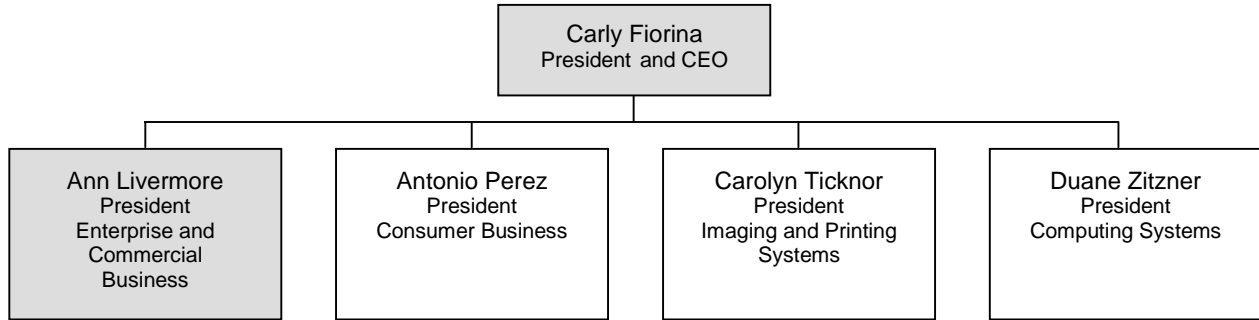 Carly Fiorina
President and CEO
Ann Livermore
President
Enterprise and
Commercial
Business
Antonio Perez
President
Consumer Business
Carolyn Ticknor
President
Imaging and Printing
Systems
Duane Zitzner
President
Computing Systems